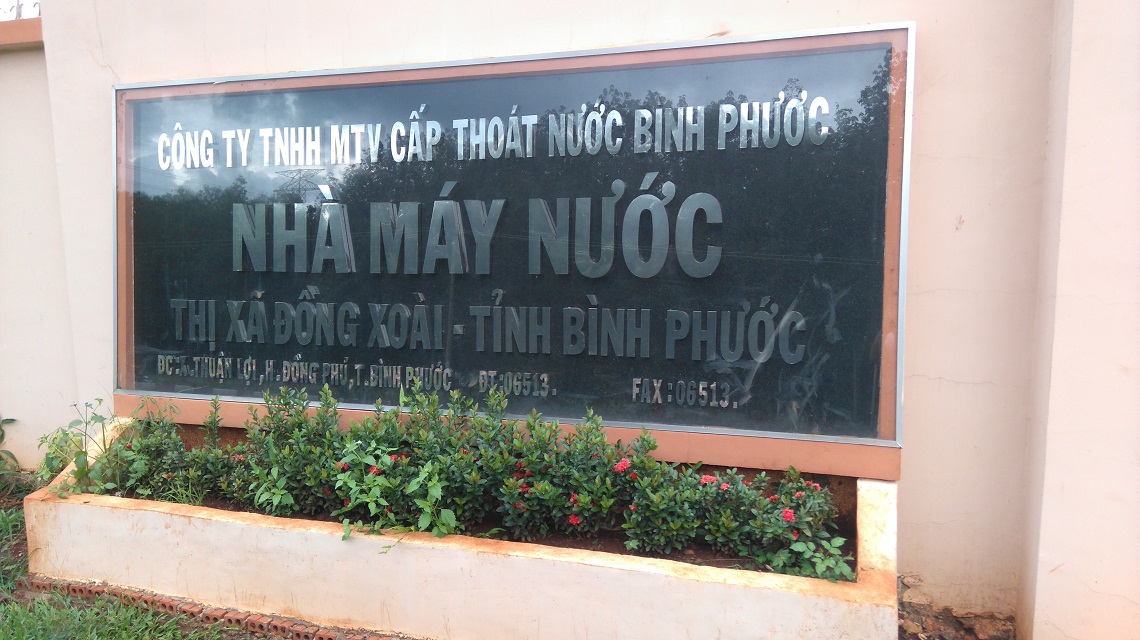 CÔNG TY TNHH MTV CẤP THOÁT NƯỚC BÌNH PHƯỚC
NHÀ MÁY NƯỚC
THỊ XÃ ĐỒNG XOÀI - TỈNH BÌNH PHƯỚC
ĐC:X.THUẬN LỢI,H.ĐỒNG PHÚ,T.BÌNH PHƯỚC ĐT:06513. FAX:06513.